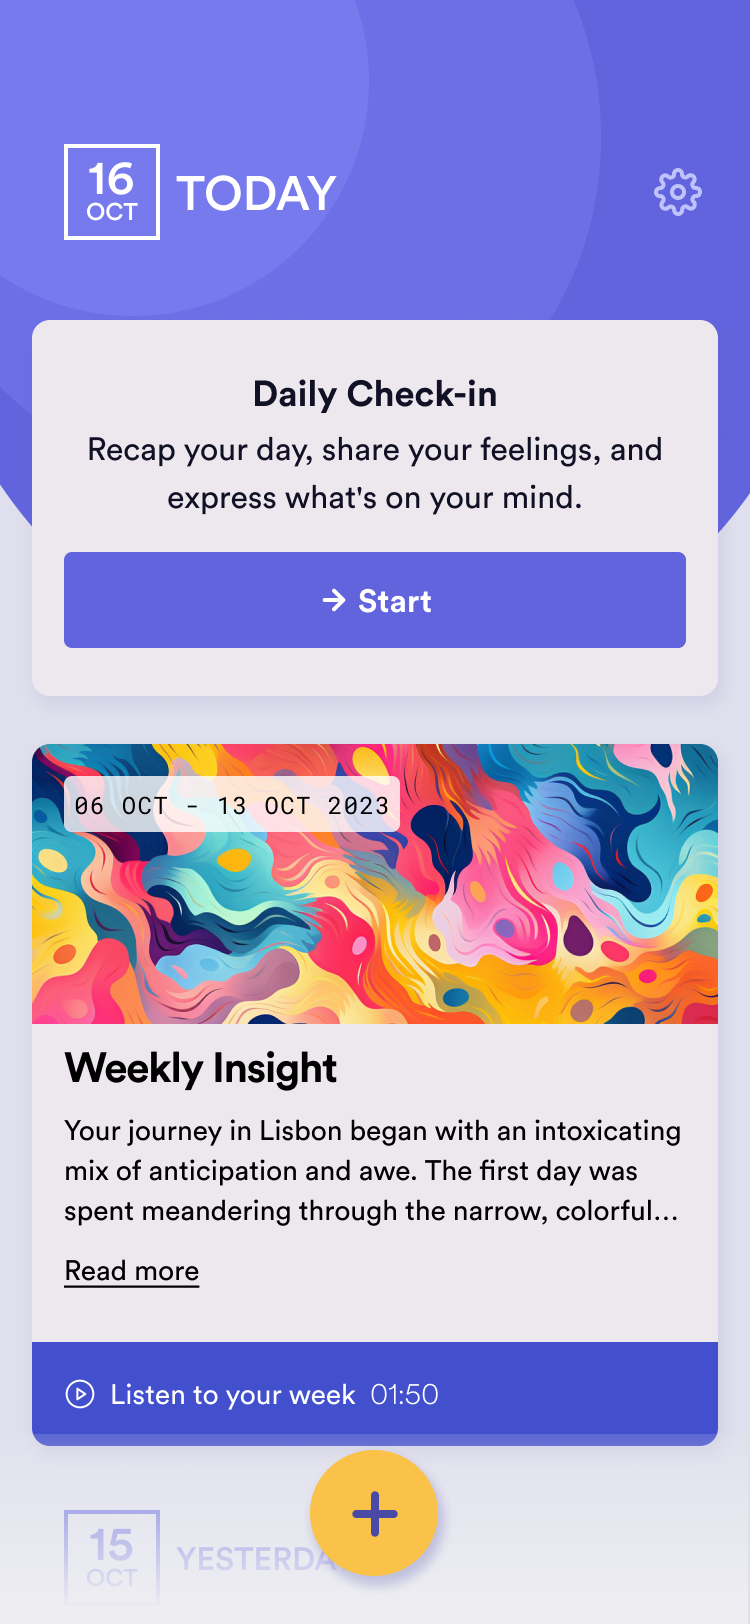 16
OCT
TODAY
Daily Check-in
Recap your day, share your feelings, and
express what's on your mind.
→ Start
06 OCT - 13 OCT 2023
Weekly Insight
Your journey in Lisbon began with an intoxicating
mix of anticipation and awe. The first day was
spent meandering through the narrow, colorful...
Read more
Listen to your week 01:50
15
OCT
YESTERDA